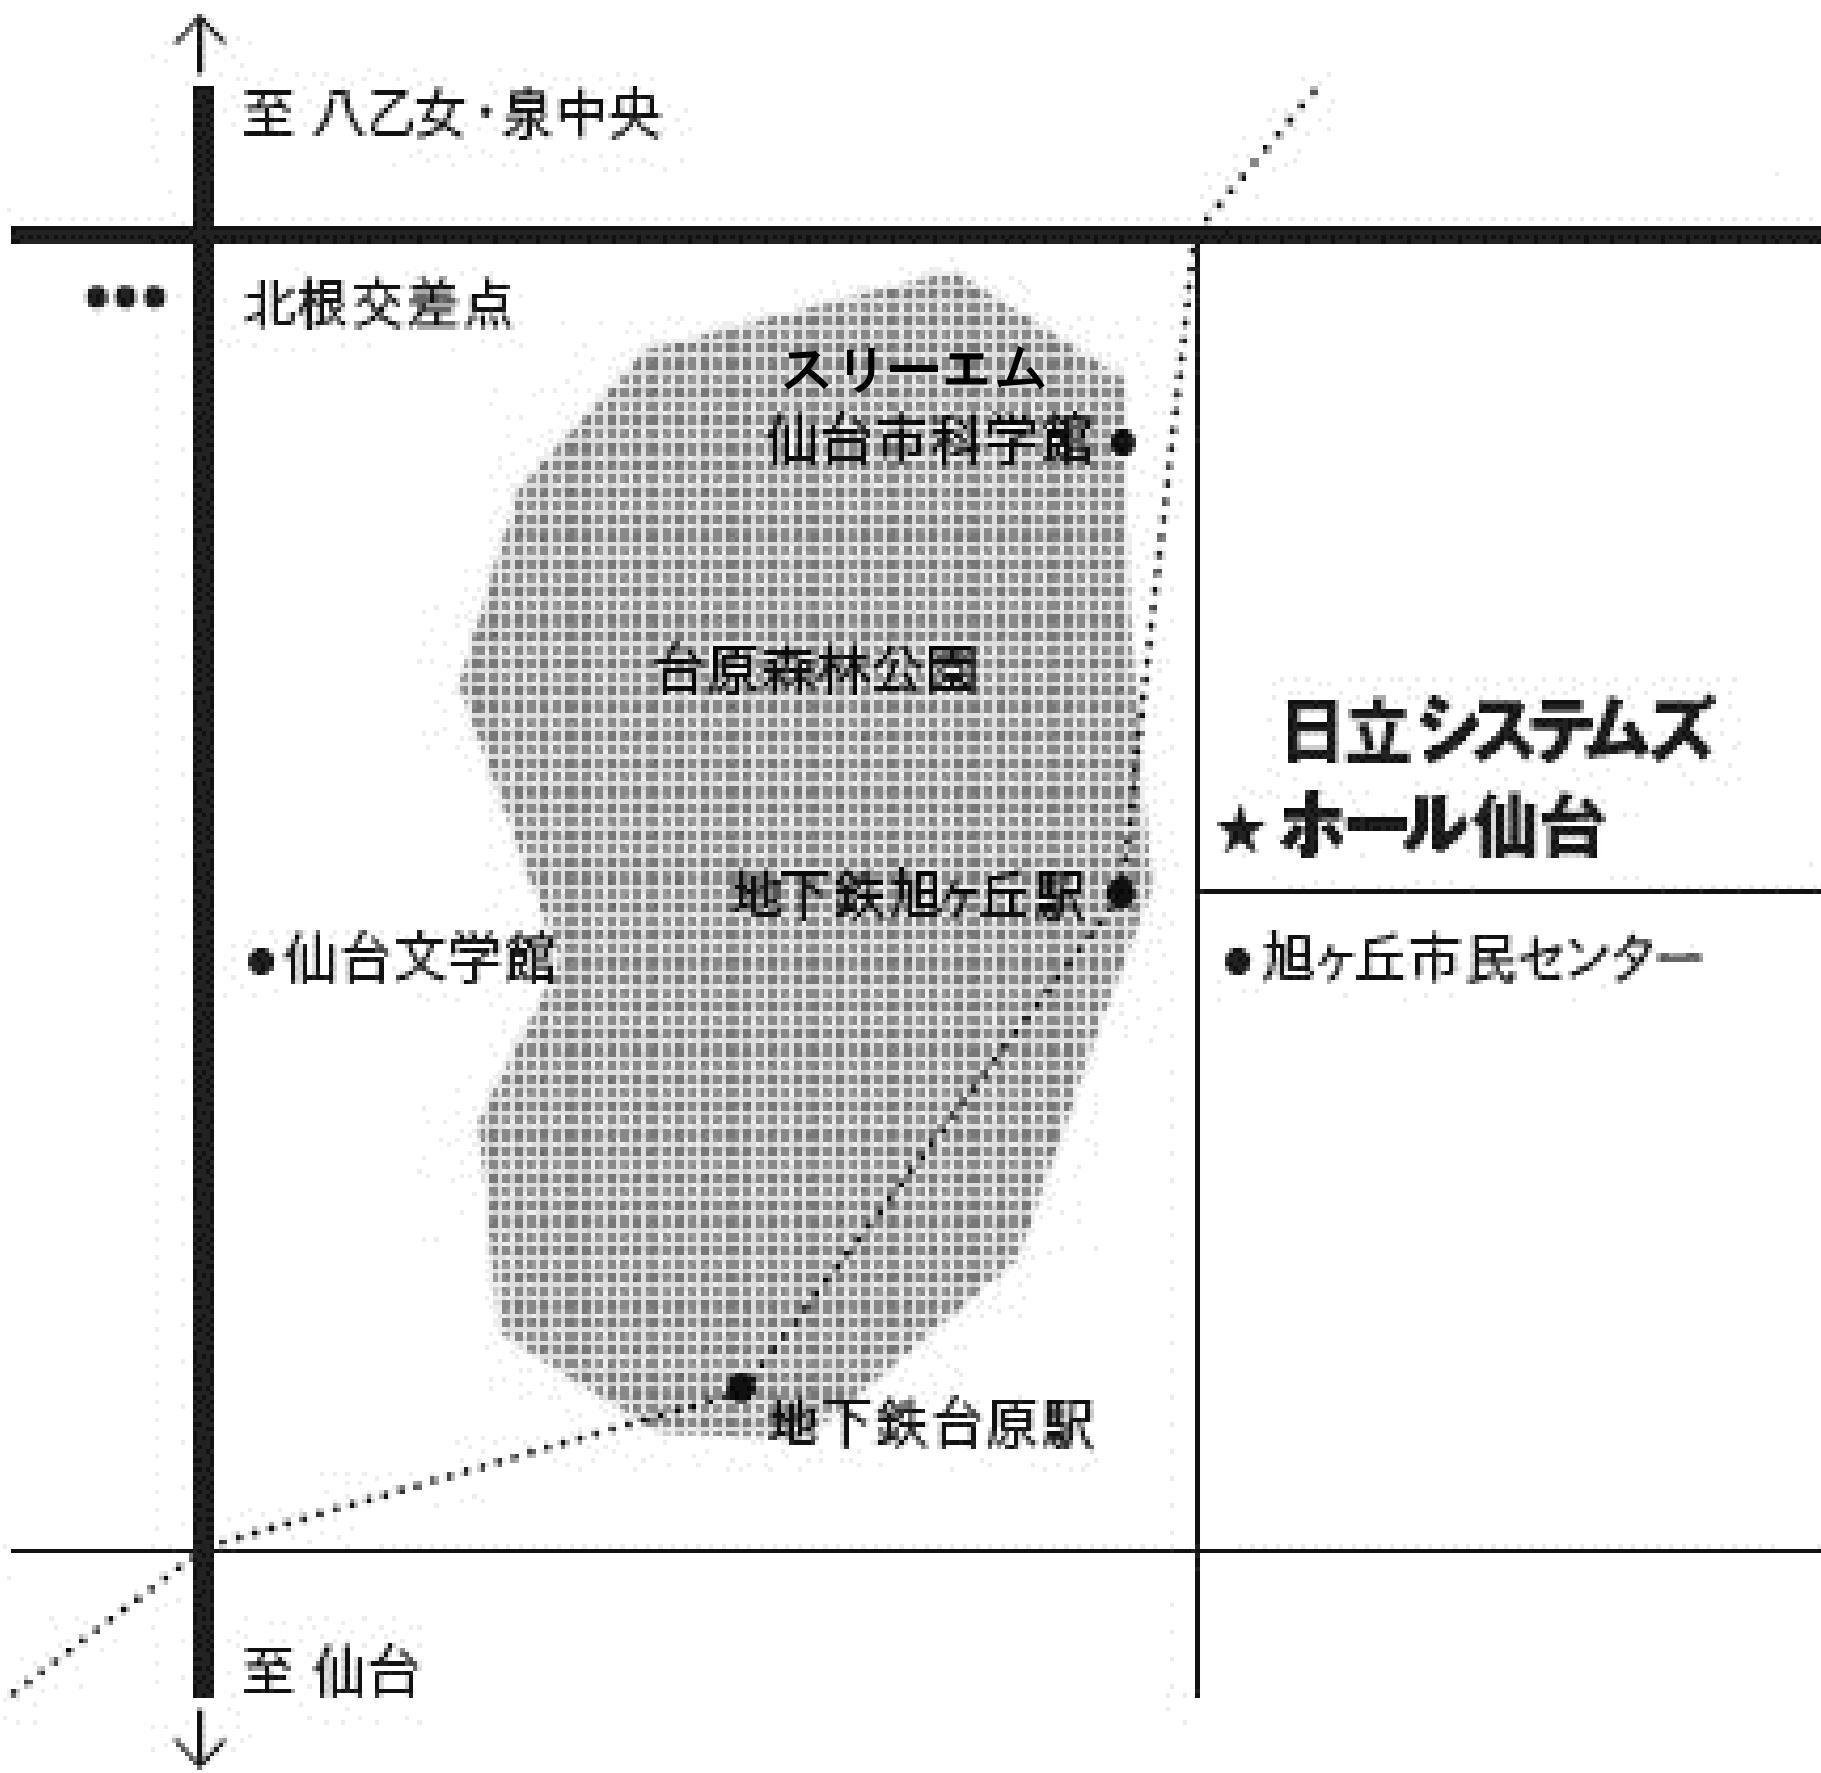 至 八乙女・泉中央
北根交差点
スリーエム
仙台市科学館
台原森林公園
日立システムズ
★ ホール仙台
地下鉄旭ヶ丘駅
仙台文学館
旭ヶ丘市民センター
地下鉄台原駅
至 仙台